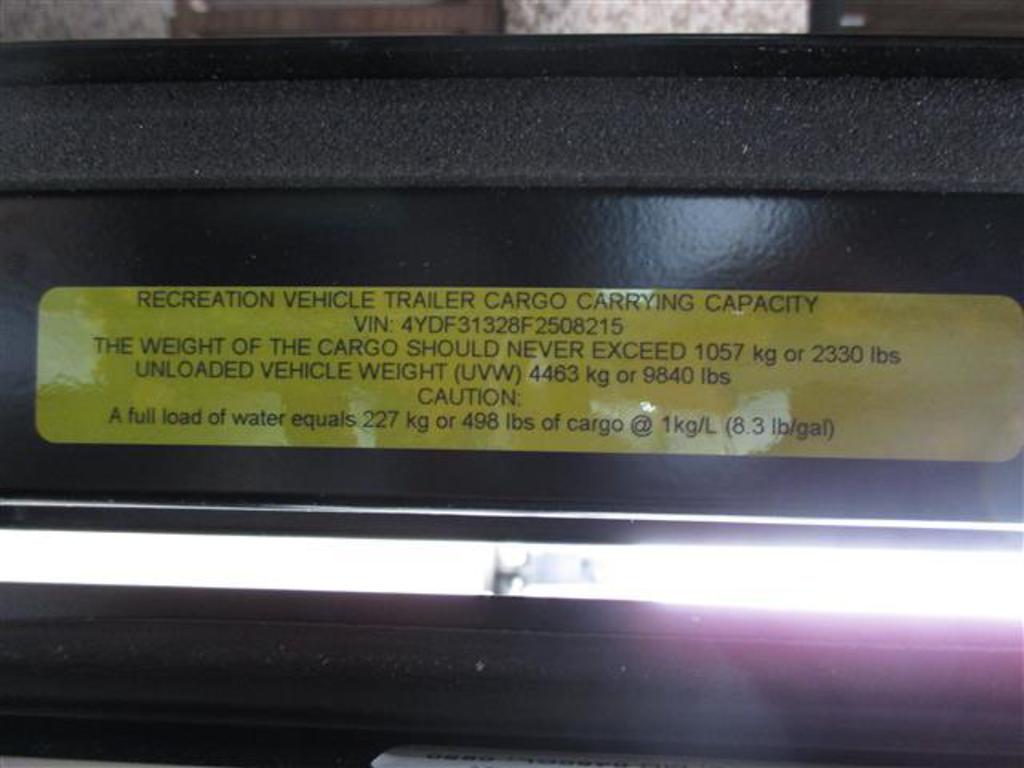 RECREATION VEHICLE TRAILER CARGO CARRYING CAPACITY
VIN: 4YDF31328F2508215
THE WEIGHT OF THE CARGO SHOULD NEVER EXCEED 1057 kg or 2330 lbs
UNLOADED VEHICLE WEIGHT (UVW) 4463 kg or 9840 lbs
CAUTION:
A full load of water equals 227 kg or 498 lbs of cargo @ 1kg/L (8.3 lb/gal)